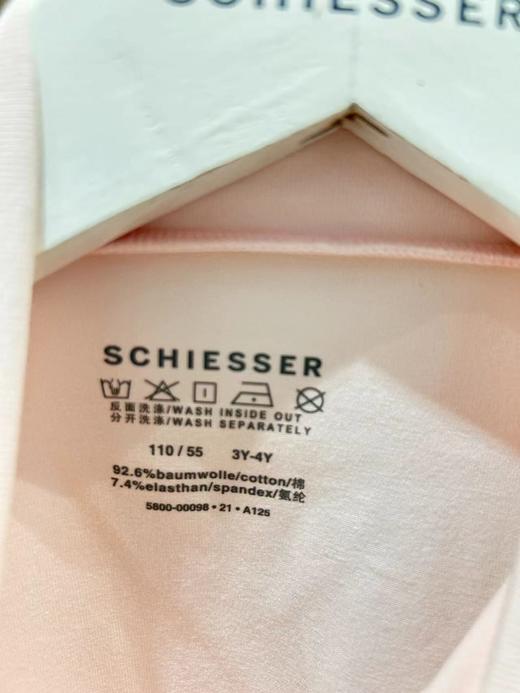 SCHIESSER
SCHIESSER
反面洗涤/WASH INSIDE OUT
分开洗涤/WASH SEPARATELY
110 / 55 3Y-4Y
92.6%baumwolle/cotton/棉
7.4%elasthan/spandex/氨纶
5800-00098 • 21 • A125